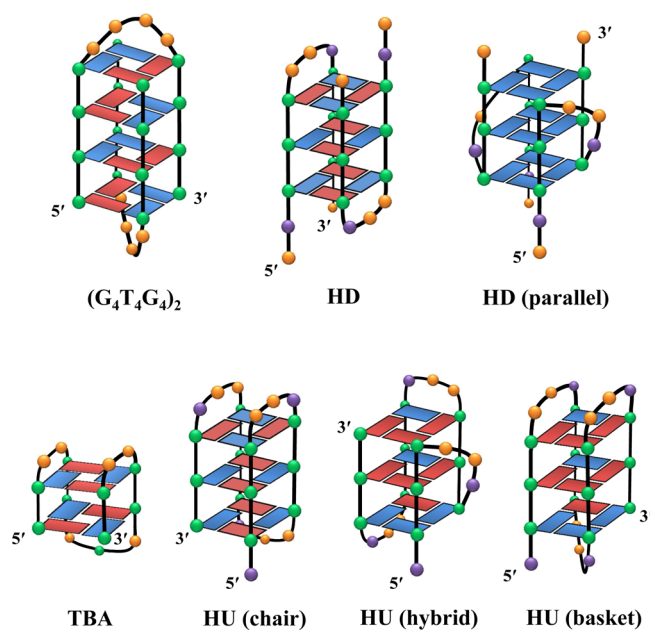 3′
5′
3′
3′
5′
5′
(G₄T₄G₄)₂
HD
HD (parallel)
3′
5′
3′
3′
3′
5′
5′
5′
TBA
HU (chair)
HU (hybrid)
HU (basket)